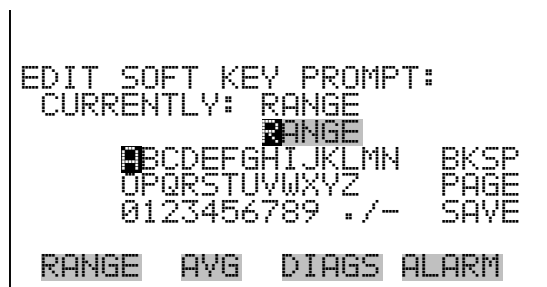 EDIT SOFT KEY PROMPT:
CURRENTLY: RANGE
RANGE
ABCDEFGHIJKLMN BKSP
OPQRSTUVWXYZ PAGE
0123456789 ./- SAVE
RANGE AVG DIAGS ALARM